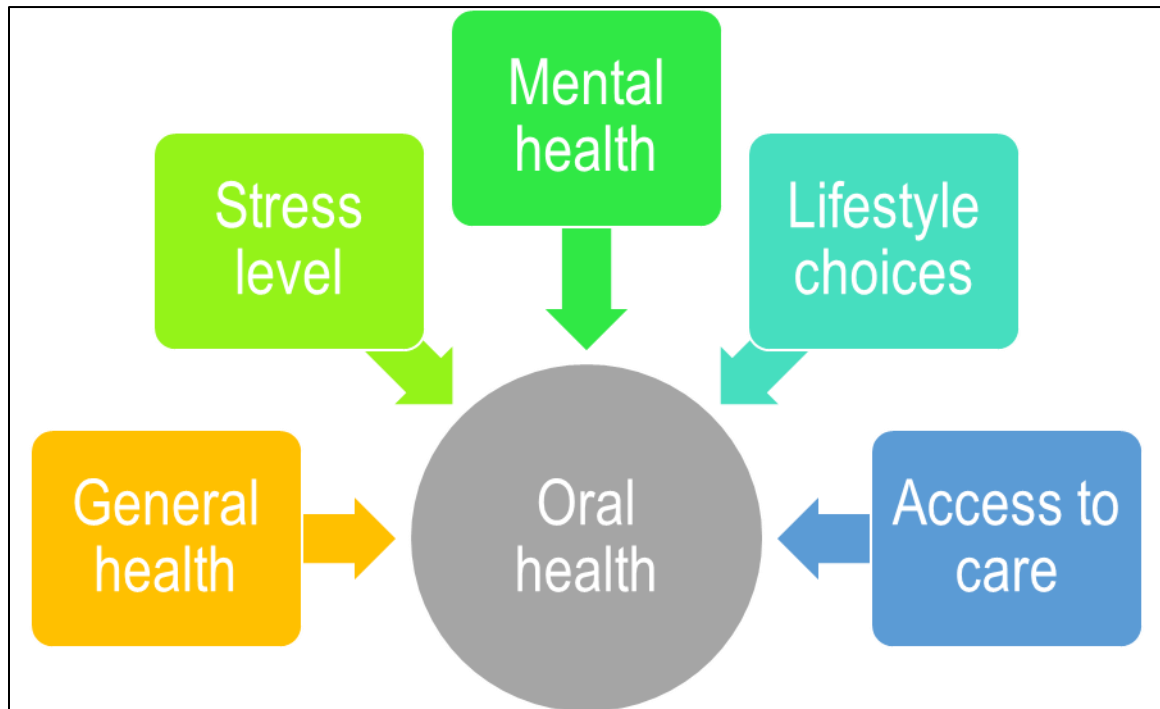 Mental
health
Stress
level
Lifestyle
choices
General
health
Oral
health
Access to
care